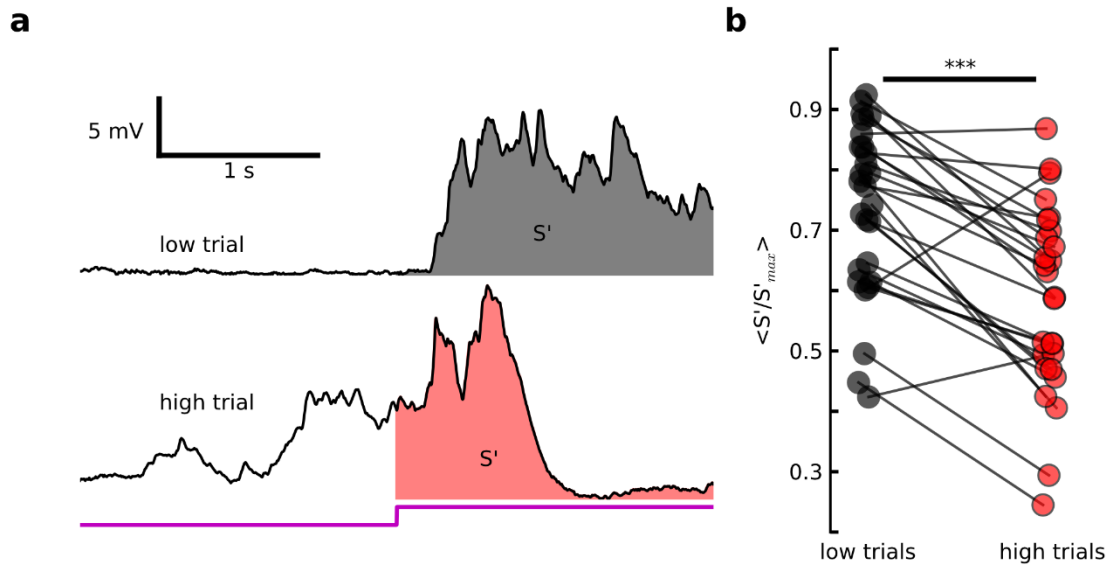 a
5 mV
1 s
low trial
S'
high trial
S'
b
***
0.9
0.7
0.5
0.3
<S'/S'max>
low trials
high trials